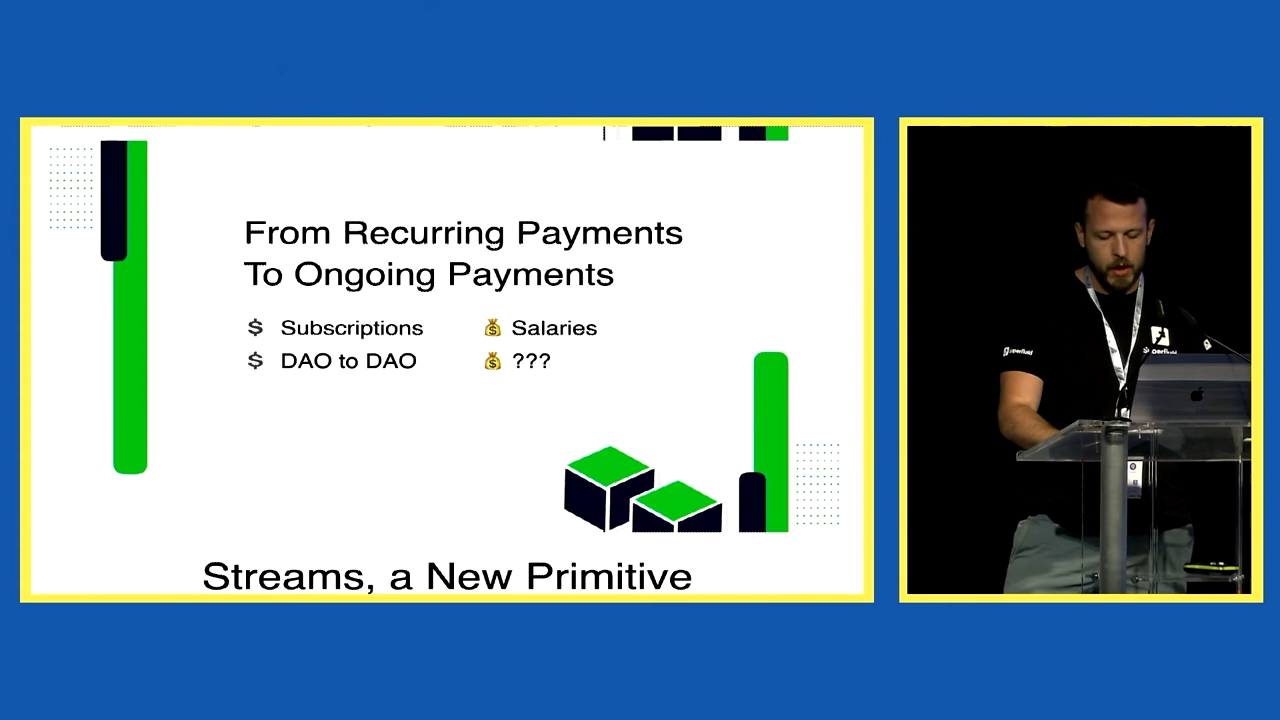 From Recurring Payments
To Ongoing Payments
$ Subscriptions
💰 Salaries
$ DAO to DAO
💰 ???
Streams, a New Primitive